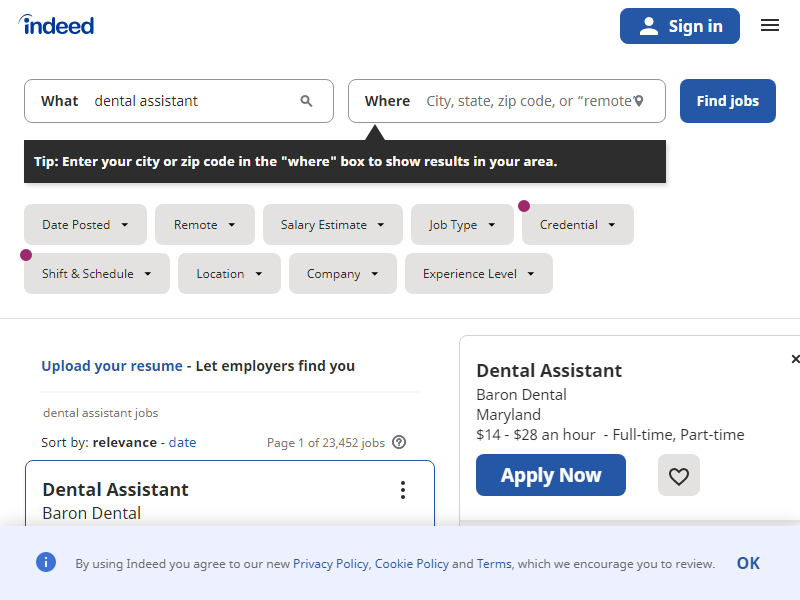 indeed
Sign in
What dental assistant
Where City, state, zip code, or “remote”
Find jobs
Tip: Enter your city or zip code in the "where" box to show results in your area.
Date Posted
Remote
Salary Estimate
Job Type
Credential
Shift & Schedule
Location
Company
Experience Level
Upload your resume - Let employers find you
dental assistant jobs
Sort by: relevance - date
Page 1 of 23,452 jobs
Dental Assistant
Baron Dental
Dental Assistant
Baron Dental
Maryland
$14 - $28 an hour - Full-time, Part-time
Apply Now
By using Indeed you agree to our new Privacy Policy, Cookie Policy and Terms, which we encourage you to review.
OK